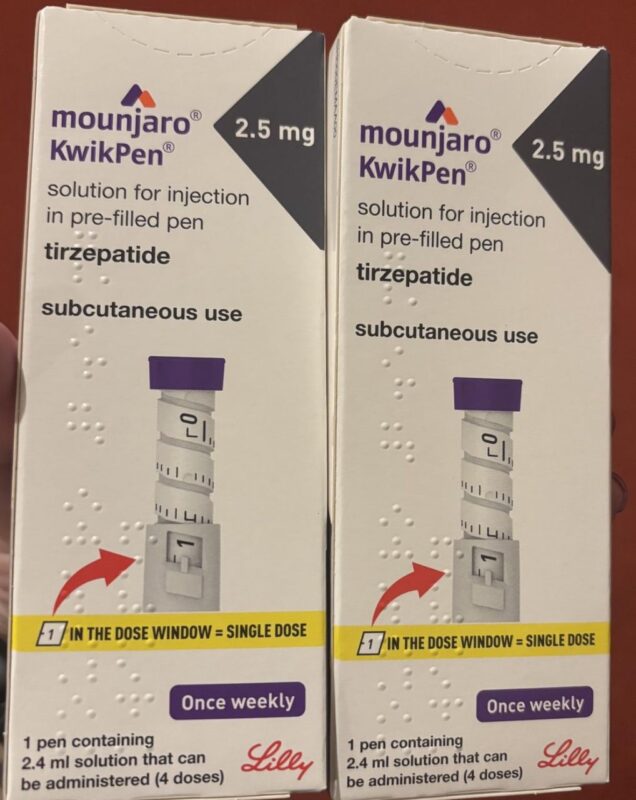 mounjaro®
KwikPen®
2.5 mg
solution for injection
in pre-filled pen
tirzepatide
subcutaneous use
0
1
1 IN THE DOSE WINDOW = SINGLE DOSE
Once weekly
1 pen containing
2.4 ml solution that can
be administered (4 doses)
Lilly
mounjaro®
KwikPen®
2.5 mg
solution for injection
in pre-filled pen
tirzepatide
subcutaneous use
0
1
1 IN THE DOSE WINDOW = SINGLE DOSE
Once weekly
1 pen containing
2.4 ml solution that can
be administered (4 doses)
Lilly